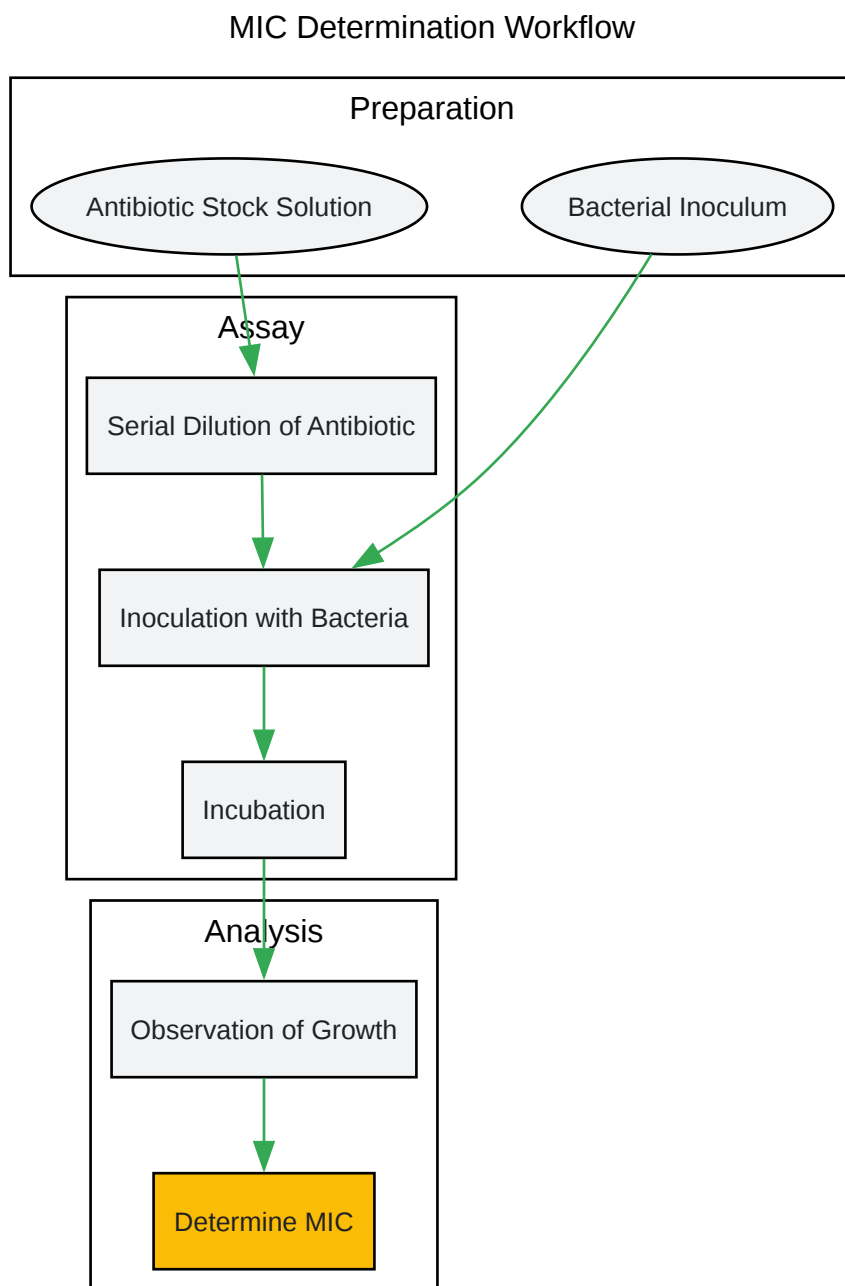 MIC Determination Workflow
Preparation
Antibiotic Stock Solution
Bacterial Inoculum
Assay
Serial Dilution of Antibiotic
Inoculation with Bacteria
Incubation
Analysis
Observation of Growth
Determine MIC